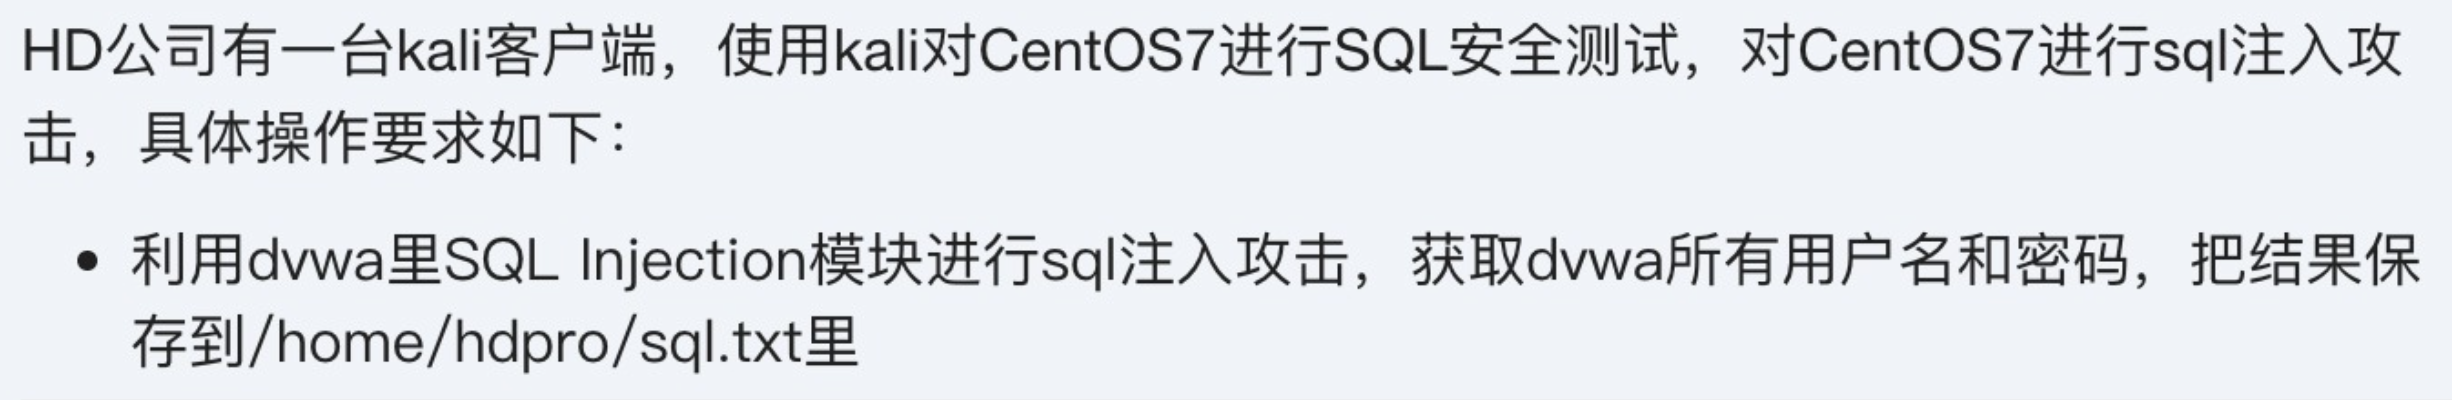 HD公司有一台kali客户端，使用kali对CentOS7进行SQL安全测试，对CentOS7进行sql注入攻
击，具体操作要求如下：
• 利用dvwa里SQL Injection模块进行sql注入攻击，获取dvwa所有用户名和密码，把结果保
存到/home/hdpro/sql.txt里